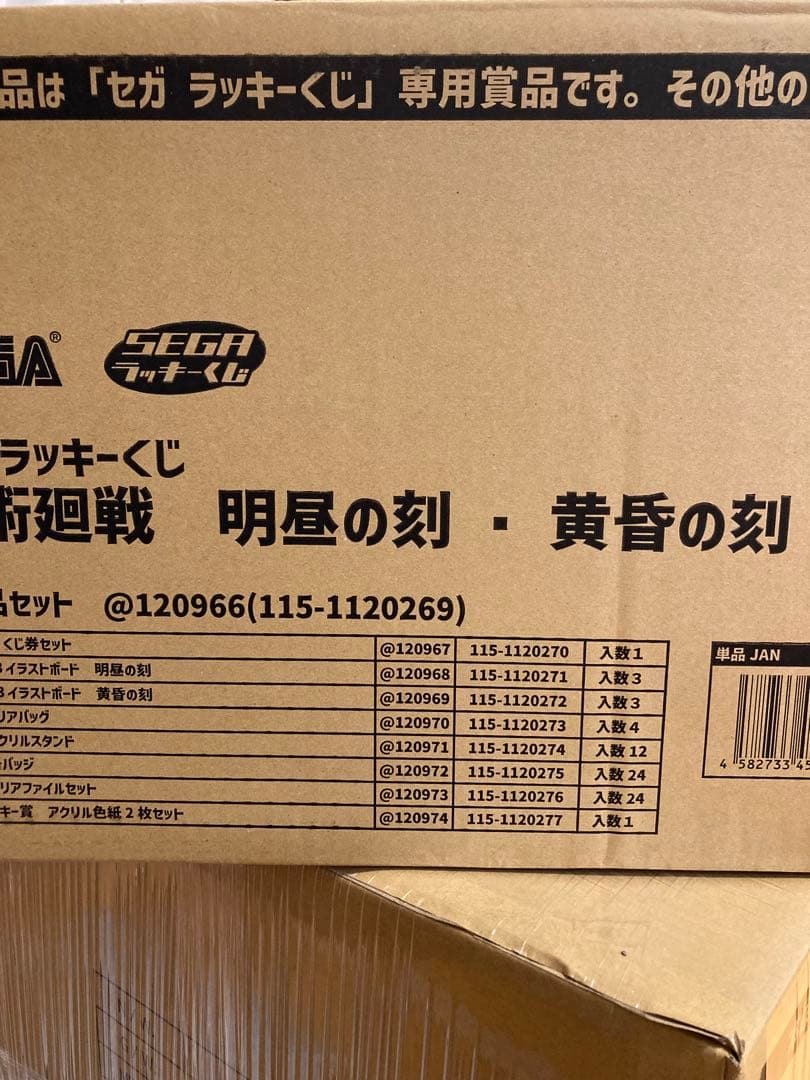 品は「セガ ラッキーくじ」専用賞品です。その他の
GA®
SEGA
ラッキーくじ
ラッキーくじ
術廻戦 明昼の刻・黄昏の刻
品セット @120966(115-1120269)
くじ券セット @120967 115-1120270 入数1
3イラストボード 明昼の刻 @120968 115-1120271 入数3
3イラストボード 黄昏の刻 @120969 115-1120272 入数3
リアバッグ @120970 115-1120273 入数4
クリルスタンド @120971 115-1120274 入数12
バッジ @120972 115-1120275 入数24
リアファイルセット @120973 115-1120276 入数24
キー賞 アクリル色紙2枚セット @120974 115-1120277 入数1
単品 JAN
4 582733 45